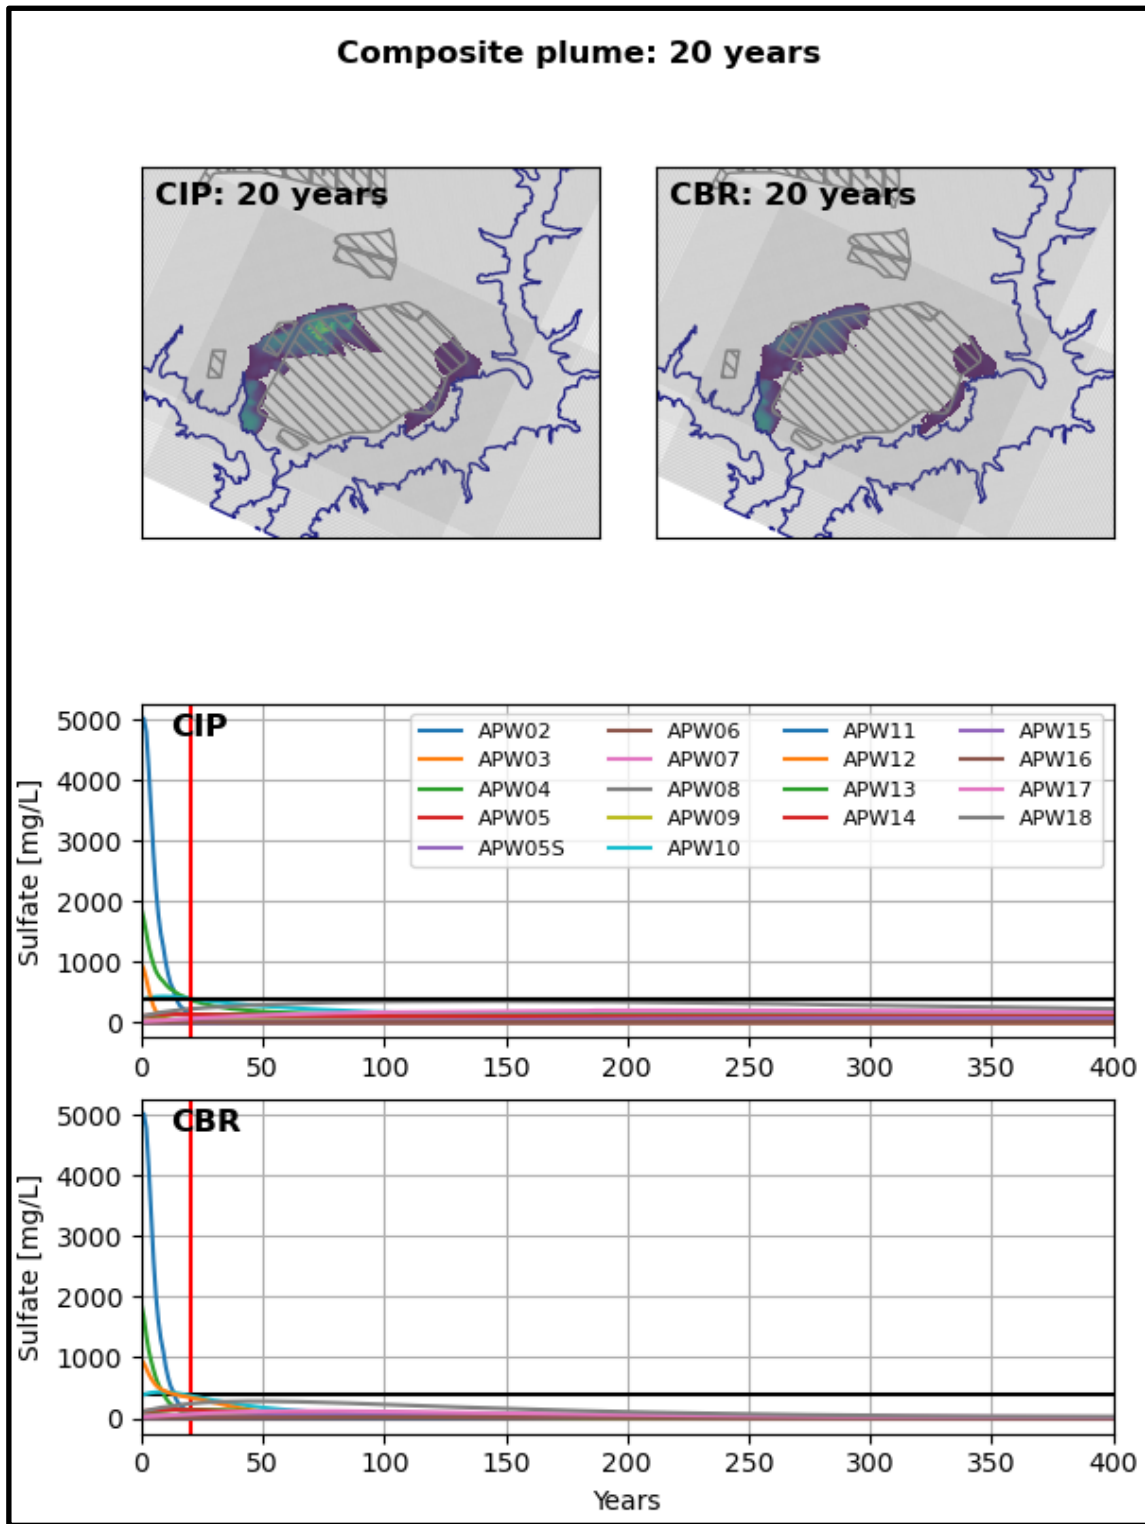 Composite plume: 20 years
CIP: 20 years
CBR: 20 years
CIP
Sulfate [mg/L]
5000
4000
3000
2000
1000
0
APW02 APW06 APW11 APW15
APW03 APW07 APW12 APW16
APW04 APW08 APW13 APW17
APW05 APW09 APW14 APW18
APW05S APW10
0 50 100 150 200 250 300 350 400
CBR
Sulfate [mg/L]
5000
4000
3000
2000
1000
0
0 50 100 150 200 250 300 350 400
Years